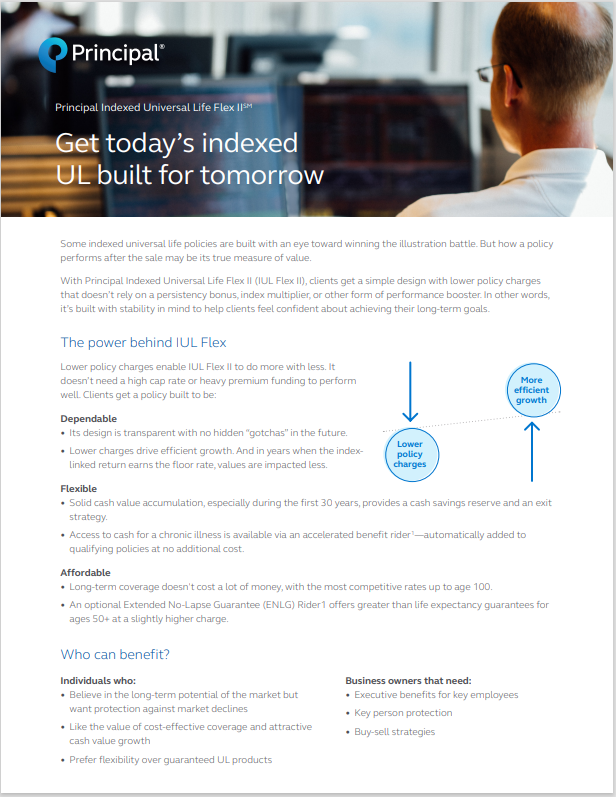 Principal®
Principal Indexed Universal Life Flex II℠
Get today's indexed
UL built for tomorrow
Some indexed universal life policies are built with an eye toward winning the illustration battle. But how a policy
performs after the sale may be its true measure of value.
With Principal Indexed Universal Life Flex II (IUL Flex II), clients get a simple design with lower policy charges
that doesn't rely on a persistency bonus, index multiplier, or other form of performance booster. In other words,
it's built with stability in mind to help clients feel confident about achieving their long-term goals.
The power behind IUL Flex
Lower policy charges enable IUL Flex II to do more with less. It
doesn't need a high cap rate or heavy premium funding to perform
well. Clients get a policy built to be:
Dependable
• Its design is transparent with no hidden "gotchas" in the future.
• Lower charges drive efficient growth. And in years when the index-
linked return earns the floor rate, values are impacted less.
Lower
policy
charges
More
efficient
growth
Flexible
• Solid cash value accumulation, especially during the first 30 years, provides a cash savings reserve and an exit
strategy.
• Access to cash for a chronic illness is available via an accelerated benefit rider¹—automatically added to
qualifying policies at no additional cost.
Affordable
• Long-term coverage doesn't cost a lot of money, with the most competitive rates up to age 100.
• An optional Extended No-Lapse Guarantee (ENLG) Rider1 offers greater than life expectancy guarantees for
ages 50+ at a slightly higher charge.
Who can benefit?
Individuals who:
• Believe in the long-term potential of the market but
want protection against market declines
• Like the value of cost-effective coverage and attractive
cash value growth
• Prefer flexibility over guaranteed UL products
Business owners that need:
• Executive benefits for key employees
• Key person protection
• Buy-sell strategies